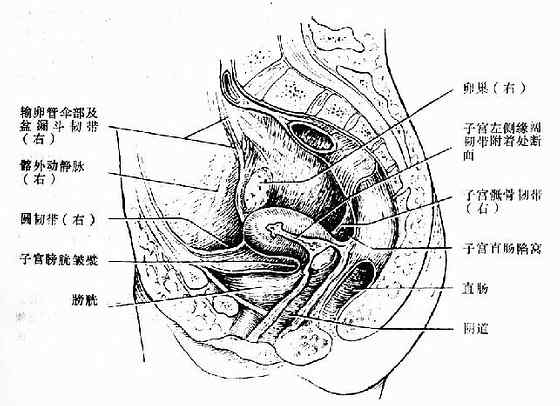 输卵管伞部及
盆漏斗韧带
(右)
髂外动静脉
(右)
圆韧带(右)
子宫膀胱皱襞
膀胱
卵巢(右)
子宫左侧缘阔
韧带附着处断
面
子宫骶骨韧带
(右)
子宫直肠陷窝
直肠
阴道